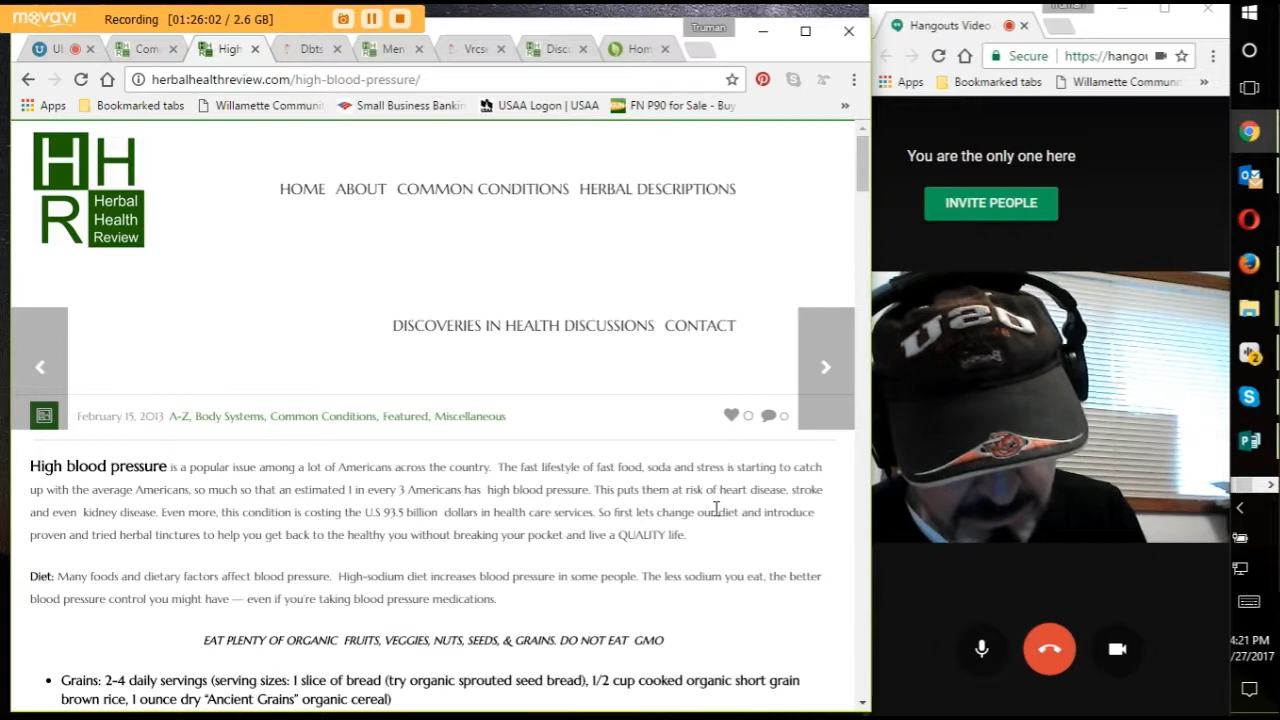 movavi
Recording [01:26:02 / 2.6 GB]
Truman
Com
High
Dbts
Men
Vrcs
Disc
Hom
herbalhealthreview.com/high-blood-pressure/
Apps Bookmarked tabs Willamette Communi Small Business Bankin USAA Logon | USAA FN P90 for Sale - Buy »
HHR
Herbal
Health
Review
HOME ABOUT COMMON CONDITIONS HERBAL DESCRIPTIONS
DISCOVERIES IN HEALTH DISCUSSIONS CONTACT
February 15, 2013 A-Z, Body Systems, Common Conditions, Featured, Miscellaneous
0 0
High blood pressure is a popular issue among a lot of Americans across the country. The fast lifestyle of fast food, soda and stress is starting to catch
up with the average Americans, so much so that an estimated 1 in every 3 Americans has high blood pressure. This puts them at risk of heart disease, stroke
and even kidney disease. Even more, this condition is costing the U.S 93.5 billion dollars in health care services. So first lets change our diet and introduce
proven and tried herbal tinctures to help you get back to the healthy you without breaking your pocket and live a QUALITY life.
Diet: Many foods and dietary factors affect blood pressure. High-sodium diet increases blood pressure in some people. The less sodium you eat, the better
blood pressure control you might have — even if you're taking blood pressure medications.
EAT PLENTY OF ORGANIC FRUITS, VEGGIES, NUTS, SEEDS, & GRAINS. DO NOT EAT GMO
• Grains: 2-4 daily servings (serving sizes: 1 slice of bread (try organic sprouted seed bread), 1/2 cup cooked organic short grain
brown rice, 1 ounce dry “Ancient Grains” organic cereal)
Truman
Hangouts Video
Secure https://hangou
Apps Bookmarked tabs Willamette Communi »
You are the only one here
INVITE PEOPLE
OSU
2
4:21 PM
/27/2017